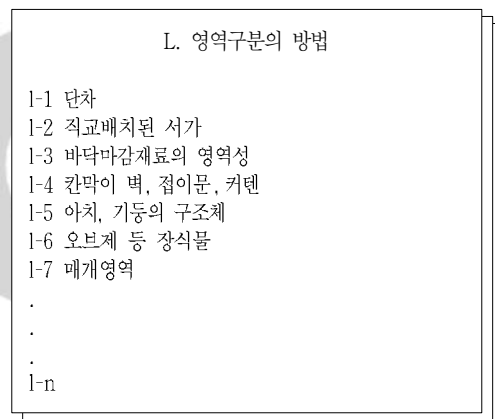 L. 영역구분의 방법
l-1 단차
l-2 직교배치된 서가
l-3 바닥마감재료의 영역성
l-4 칸막이 벽, 접이문, 커텐
l-5 아치, 기둥의 구조체
l-6 오브제 등 장식물
l-7 매개영역
.
.
.
l-n